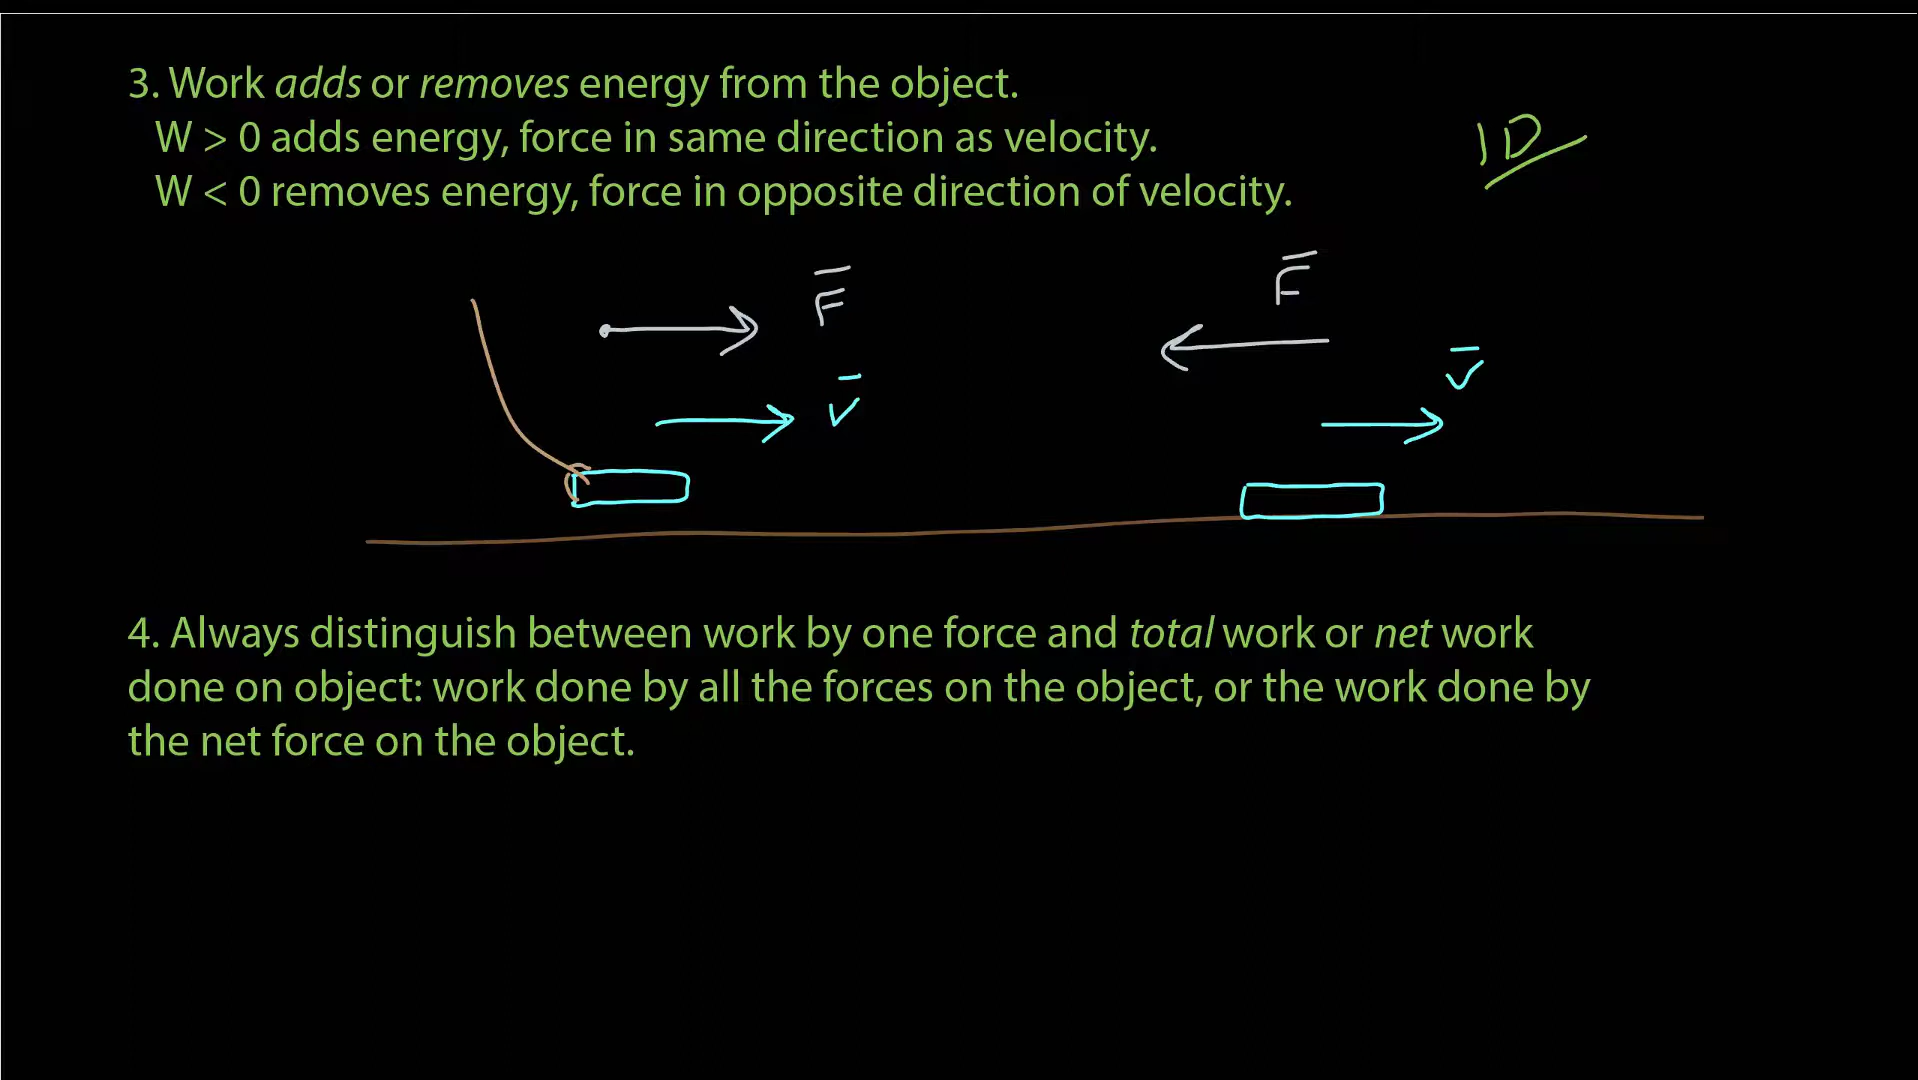 3. Work adds or removes energy from the object.
W > 0 adds energy, force in same direction as velocity.
W < 0 removes energy, force in opposite direction of velocity.
1D
F
F
v
v
4. Always distinguish between work by one force and total work or net work
done on object: work done by all the forces on the object, or the work done by
the net force on the object.